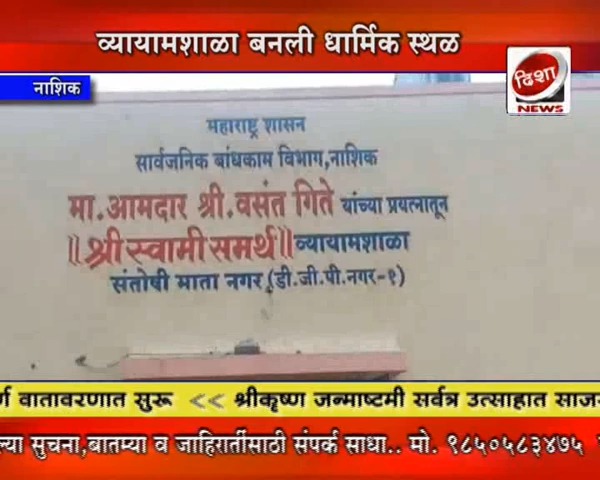 व्यायामशाळा बनली धार्मिक स्थळ
दिशा
NEWS
नाशिक
महाराष्ट्र शासन
सार्वजनिक बांधकाम विभाग,नाशिक
मा.आमदार श्री.वसंत गिते यांच्या प्रयत्नातून
॥श्री स्वामी समर्थ॥ व्यायामशाळा
संतोषी माता नगर,(डी.जी.पी.नगर-१)
वातावरणात सुरू << श्रीकृष्ण जन्माष्टमी सर्वत्र उत्साहात
सुचना,बातम्या व जाहिरातींसाठी संपर्क साधा.. मो. ९८५०५८३४७५